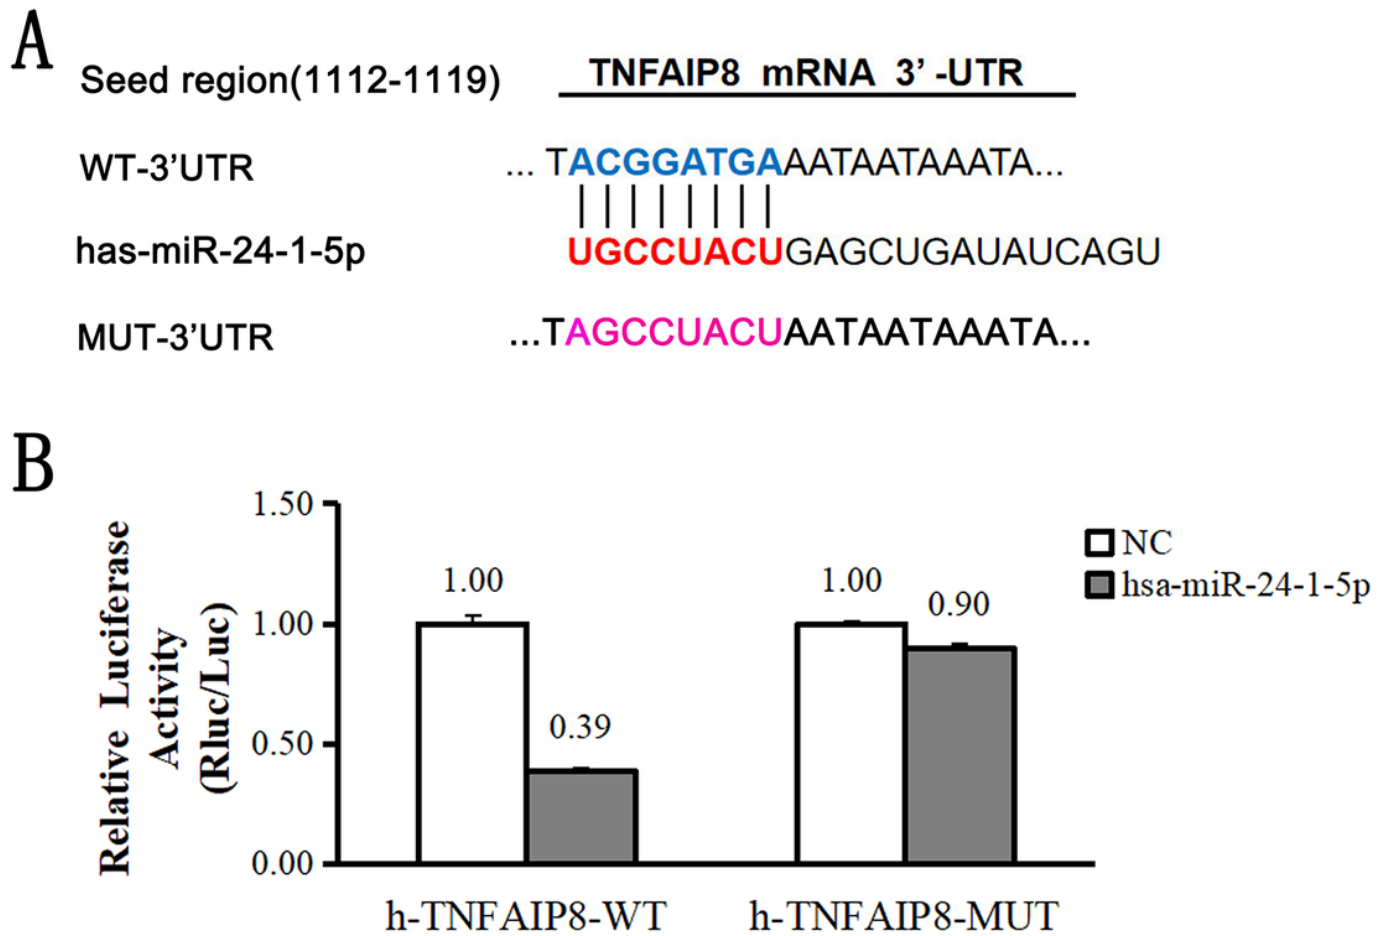 A
Seed region(1112-1119) TNFAIP8 mRNA 3' -UTR
WT-3'UTR ... TACGGATGAAATAATAAATA...
has-miR-24-1-5p UGCCUACUGAGCUGAUAUCAGU
MUT-3'UTR ...TAGCCUACUAATAATAAATA...
B
Relative Luciferase
Activity
(Rluc/Luc)
1.50
1.00
0.50
0.00
1.00
0.39
1.00
0.90
NC
hsa-miR-24-1-5p
h-TNFAIP8-WT h-TNFAIP8-MUT